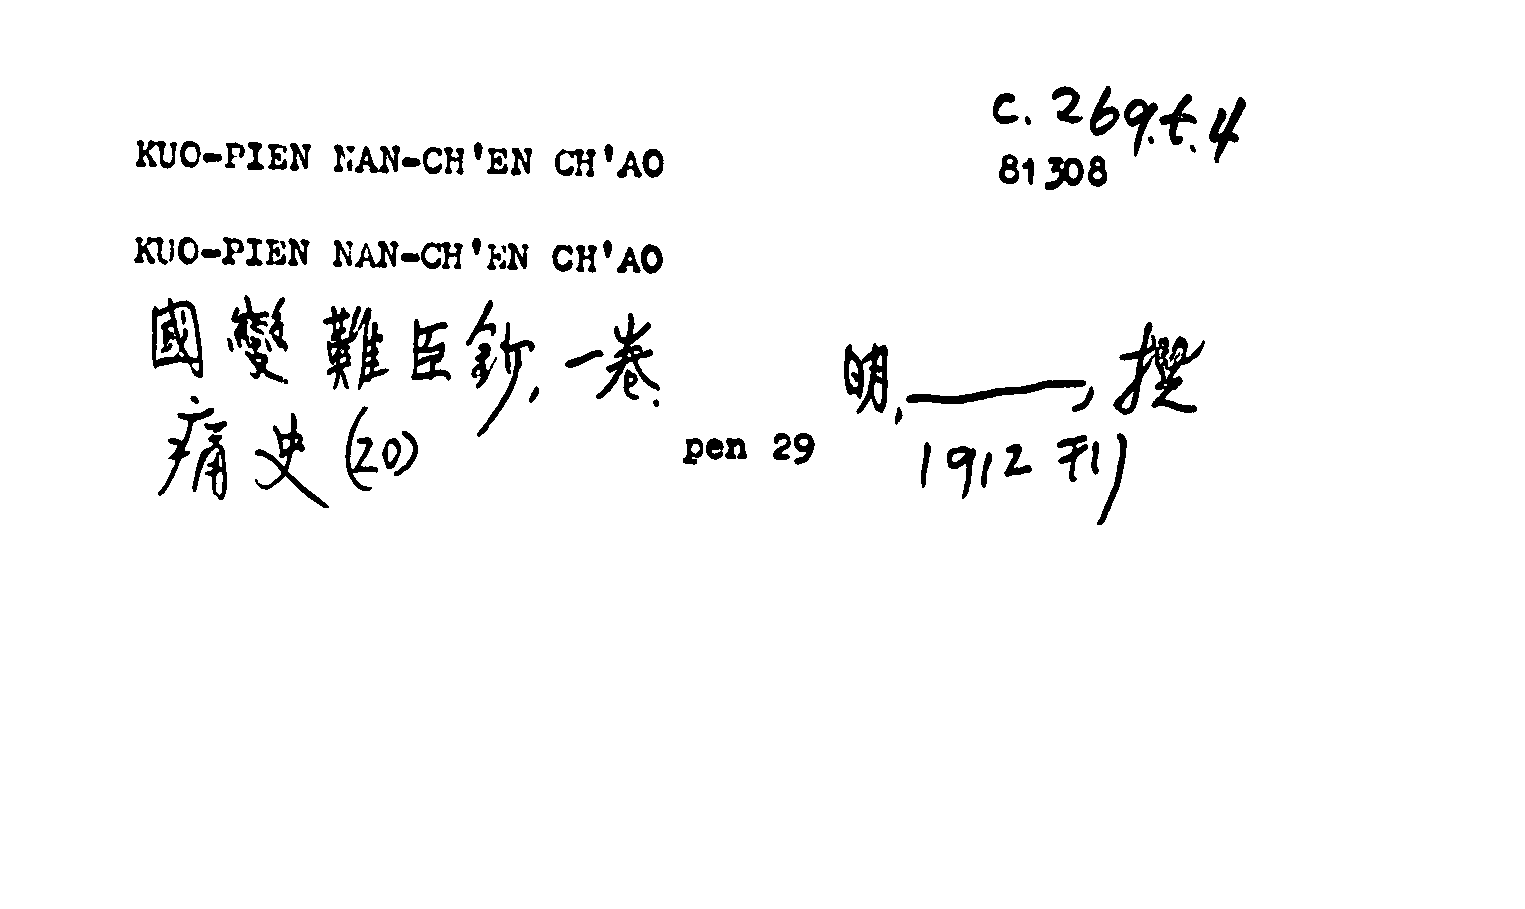 C. 269.t.4
KUO-PIEN NAN-CH'EN CH'AO
81308
KUO-PIEN NAN-CH'EN CH'AO
國變難臣鈔, 一卷. 明, ———, 撰
痛史 (20) pen 29 1912 刊